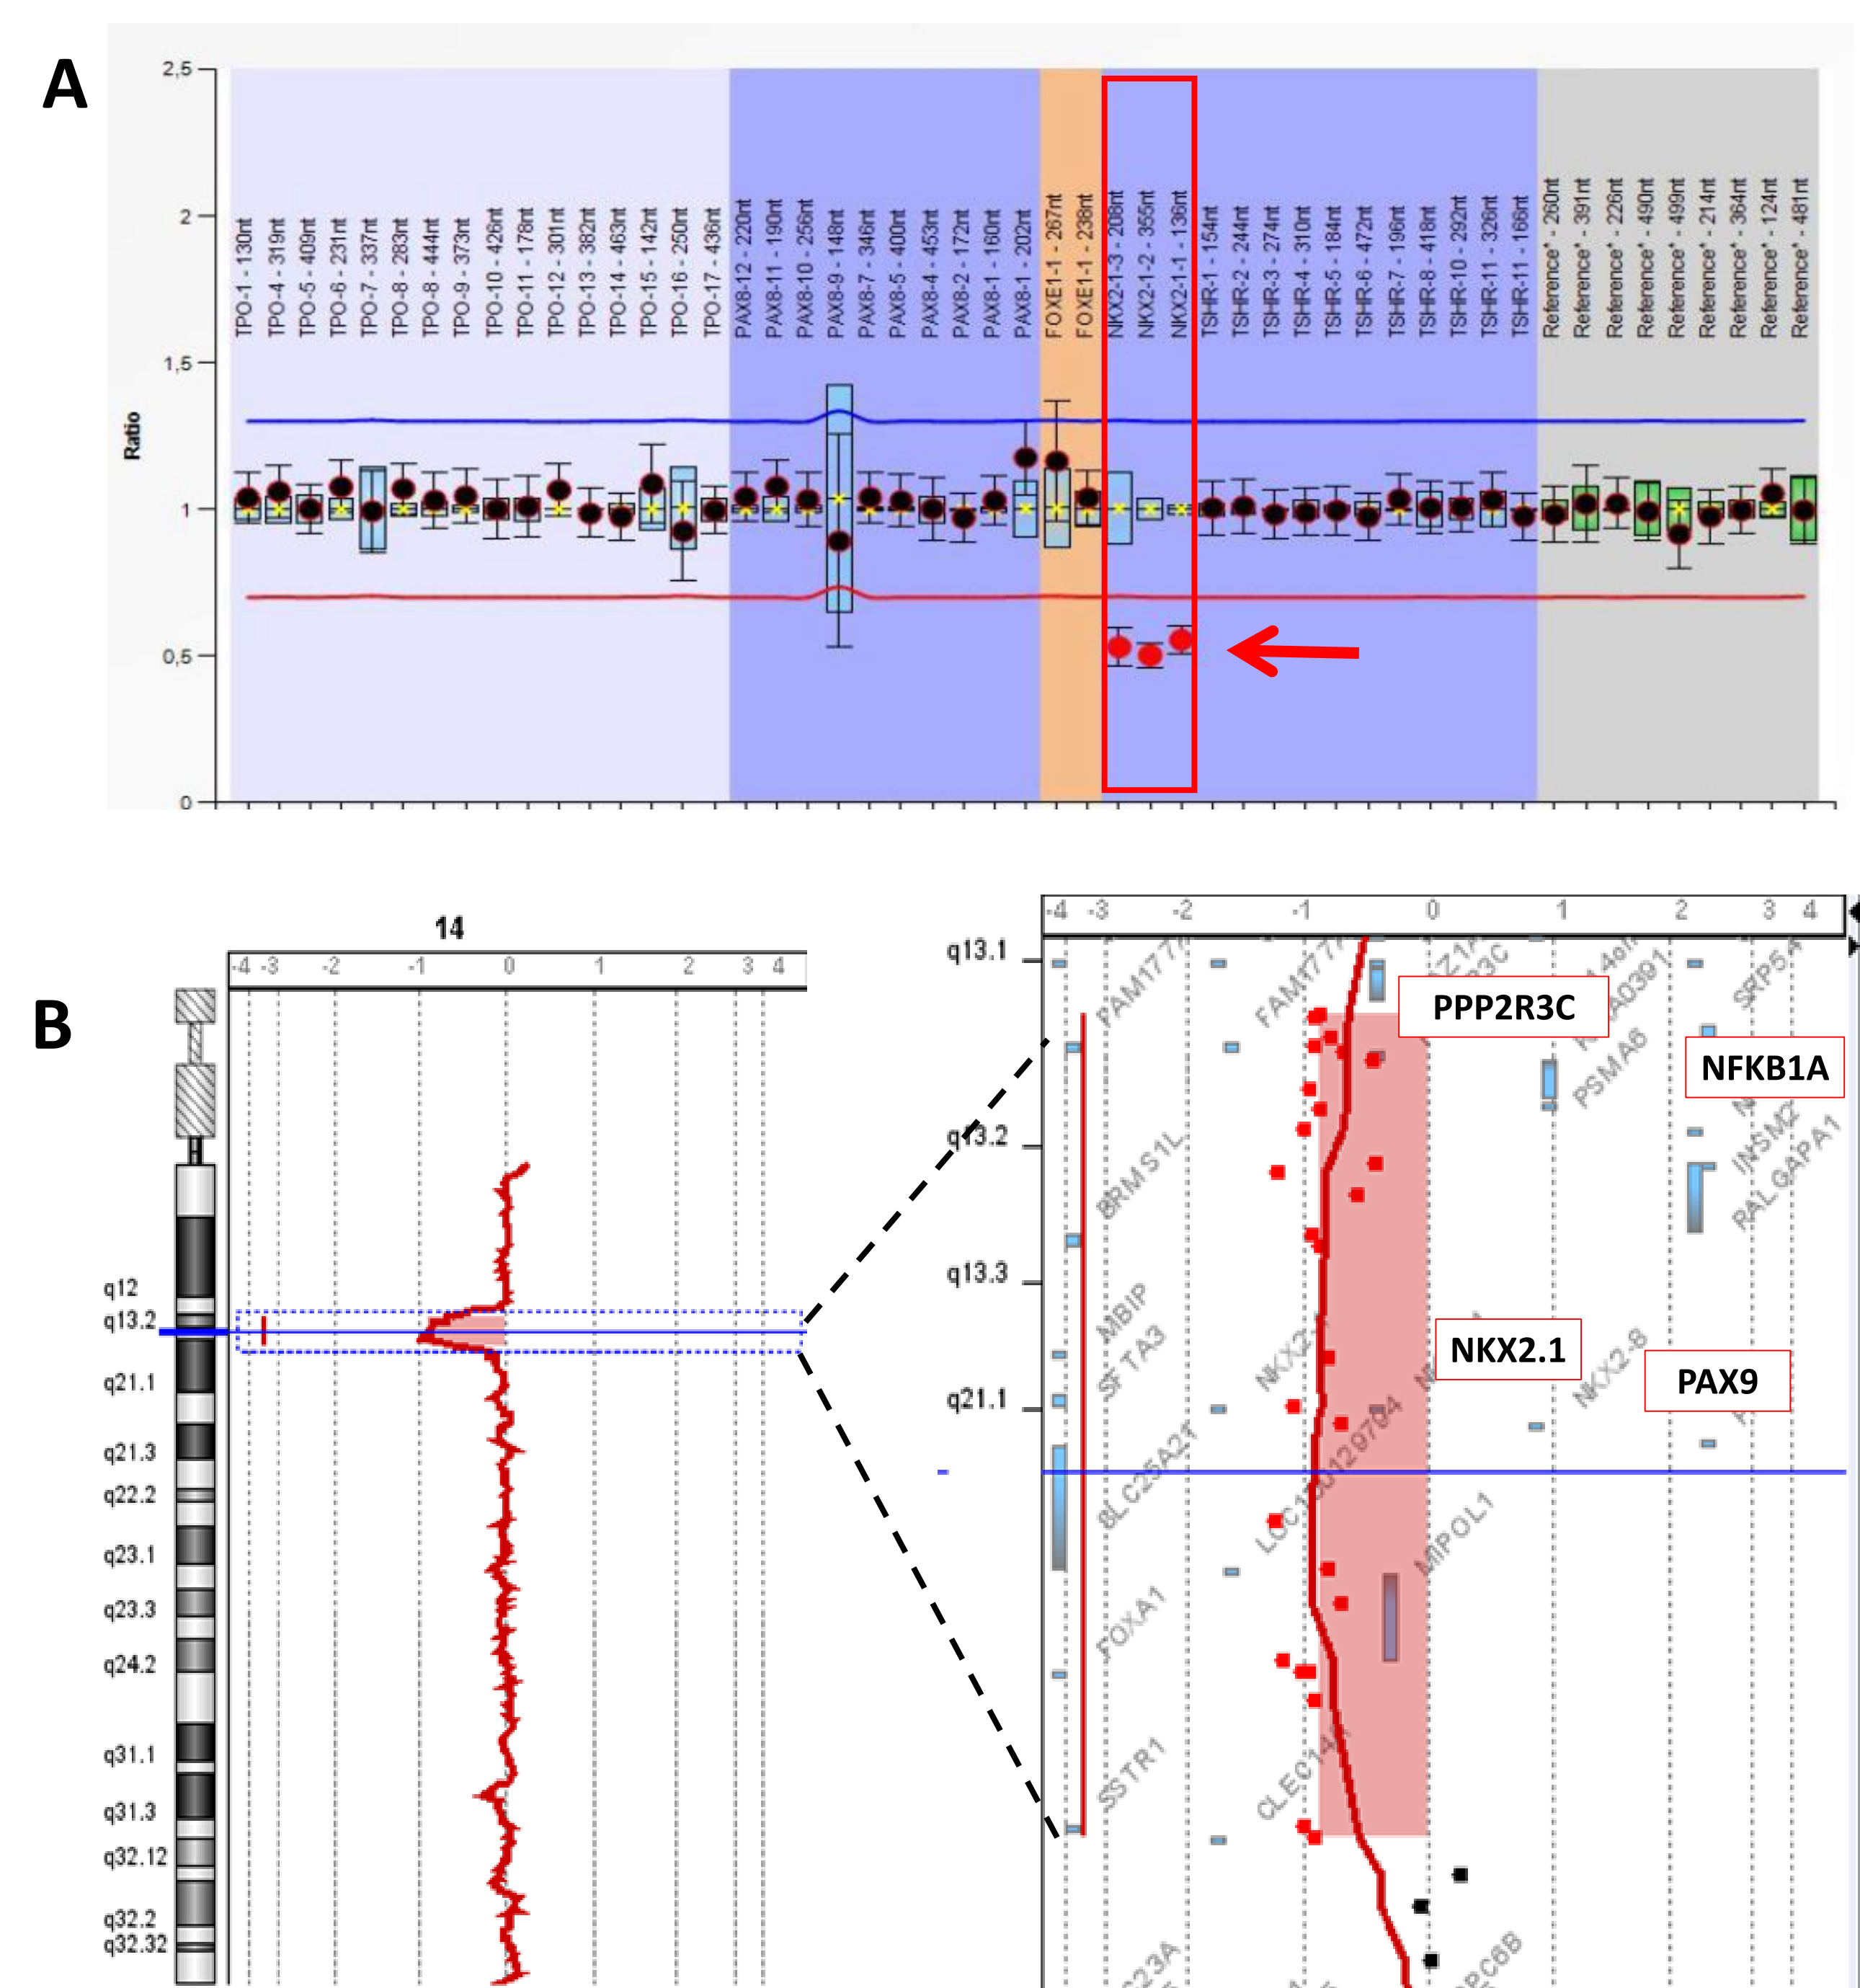 A
2,5
2
1,5
1
0,5
0
Ratio
TPO-1 - 130nt
TPO-4 - 319nt
TPO-5 - 409nt
TPO-6 - 231nt
TPO-7 - 337nt
TPO-8 - 283nt
TPO-8 - 444nt
TPO-9 - 373nt
TPO-10 - 426nt
TPO-11 - 178nt
TPO-12 - 301nt
TPO-13 - 382nt
TPO-14 - 463nt
TPO-15 - 142nt
TPO-16 - 250nt
TPO-17 - 436nt
PAX8-12 - 220nt
PAX8-11 - 190nt
PAX8-10 - 256nt
PAX8-9 - 148nt
PAX8-7 - 346nt
PAX8-5 - 400nt
PAX8-4 - 453nt
PAX8-2 - 172nt
PAX8-1 - 160nt
PAX8-1 - 202nt
FOXE1-1 - 267nt
FOXE1-1 - 238nt
NKX2-1-3 - 208nt
NKX2-1-2 - 355nt
NKX2-1-1 - 136nt
TSHR-1 - 154nt
TSHR-2 - 244nt
TSHR-3 - 274nt
TSHR-4 - 310nt
TSHR-5 - 184nt
TSHR-6 - 472nt
TSHR-7 - 196nt
TSHR-8 - 418nt
TSHR-10 - 292nt
TSHR-11 - 326nt
TSHR-11 - 166nt
Reference* - 260nt
Reference* - 391nt
Reference* - 226nt
Reference* - 490nt
Reference* - 499nt
Reference* - 214nt
Reference* - 364nt
Reference* - 124nt
Reference* - 481nt
B
14
-4 -3 -2 -1 0 1 2 3 4
q12
q13.2
q21.1
q21.3
q22.2
q23.1
q23.3
q24.2
q31.1
q31.3
q32.12
q32.2
q32.32
-4 -3 -2 -1 0 1 2 3 4
q13.1
q13.2
q13.3
q21.1
PPP2R3C
NFKB1A
PSMA6
INSM2
RALGAPA1
BRMS1L
MBIP
SFTA3
NKX2.1
NKX2-8
PAX9
SLC25A21
LOC100129794
MIPOL1
FOXA1
SSTR1